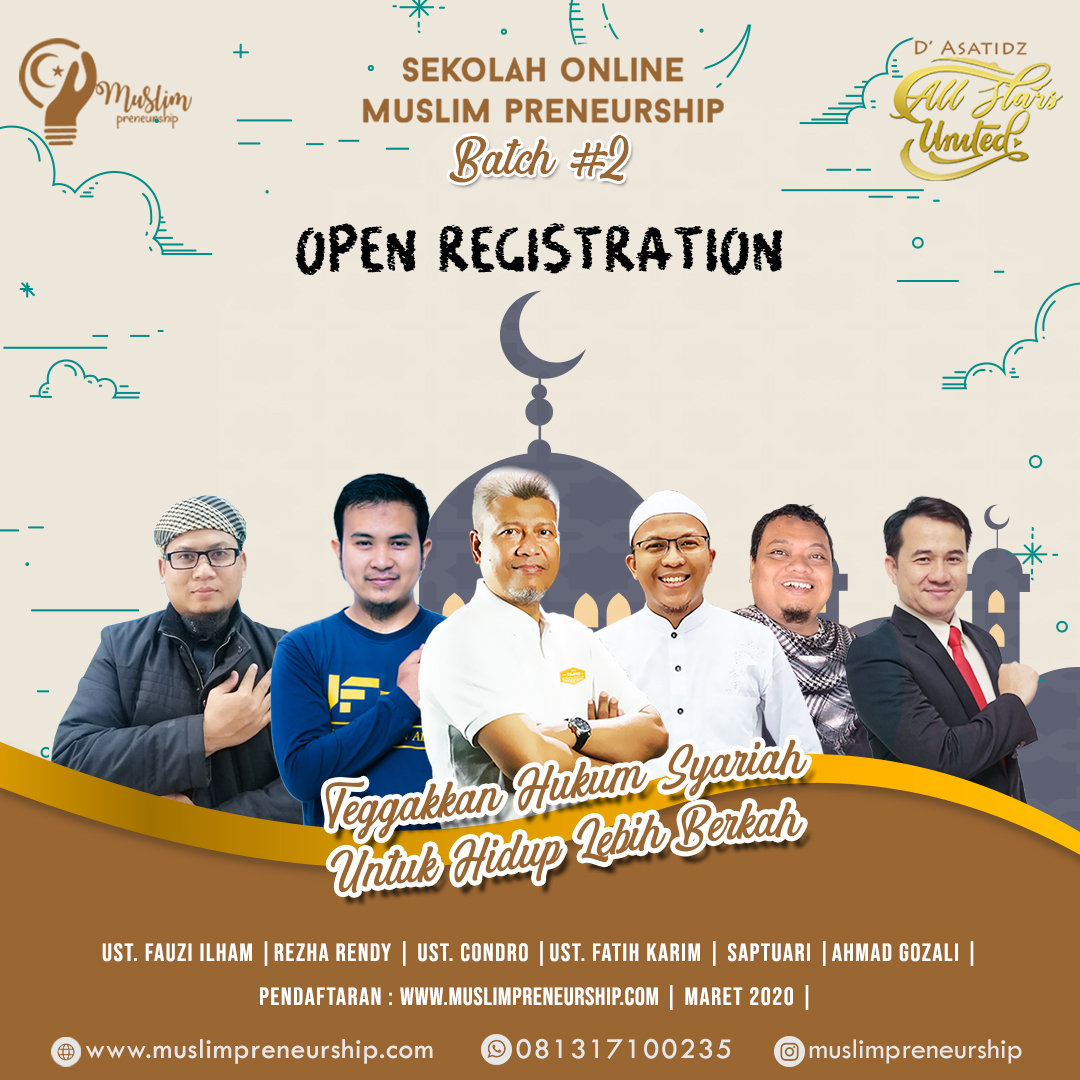 Muslim
preneurship
SEKOLAH ONLINE
MUSLIM PRENEURSHIP
Batch #2
D' ASATIDZ
All Stars
United
OPEN REGISTRATION
Teggakkan Hukum Syariah
Untuk Hidup Lebih Berkah
UST. FAUZI ILHAM | REZHA RENDY | UST. CONDRO | UST. FATIH KARIM | SAPTUARI | AHMAD GOZALI |
PENDAFTARAN : WWW.MUSLIMPRENEURSHIP.COM | MARET 2020 |
www.muslimpreneurship.com 081317100235 muslimpreneurship